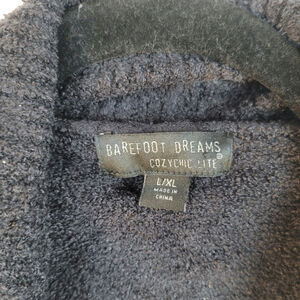 BAREFOOT DREAMS
®
COZYCHIC LITE
L/XL
MADE IN
CHINA